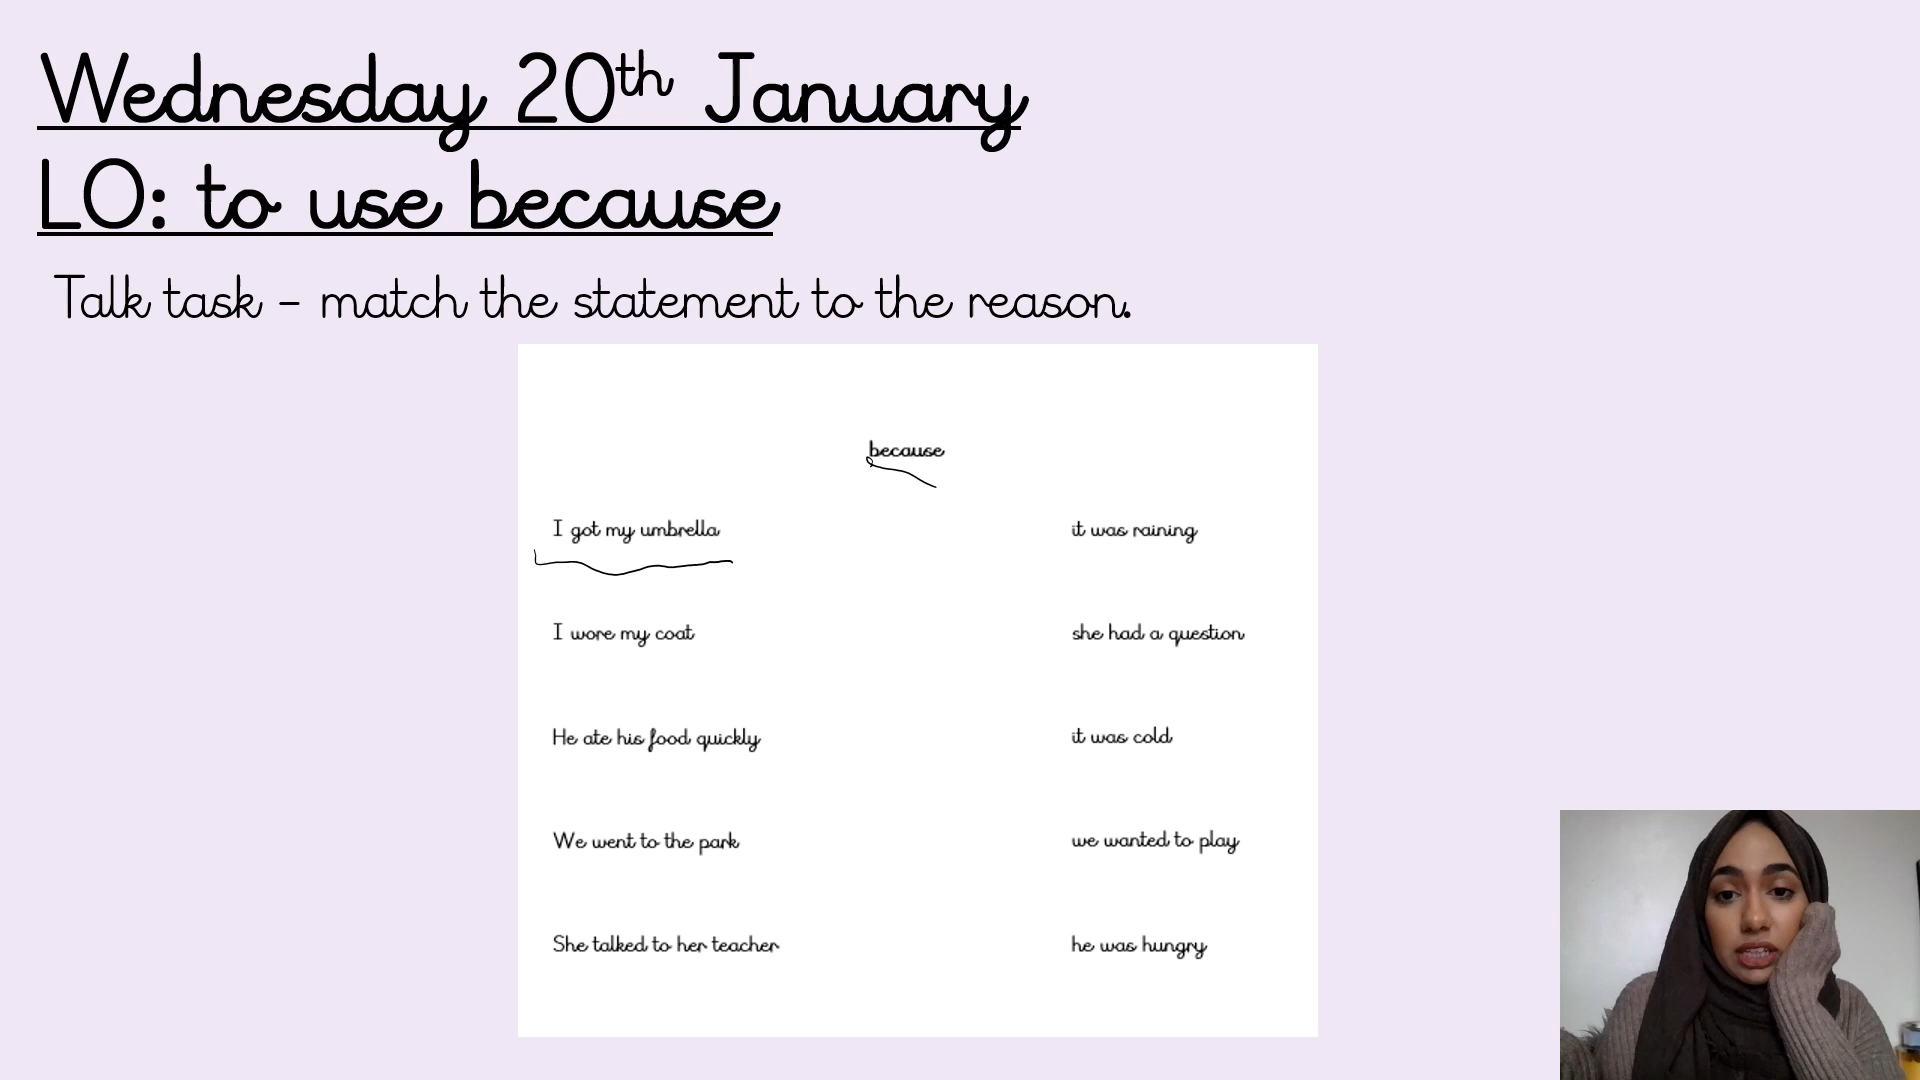 Wednesday 20th January
LO: to use because
Talk task – match the statement to the reason.
because
I got my umbrella
it was raining
I wore my coat
she had a question
He ate his food quickly
it was cold
We went to the park
we wanted to play
She talked to her teacher
he was hungry